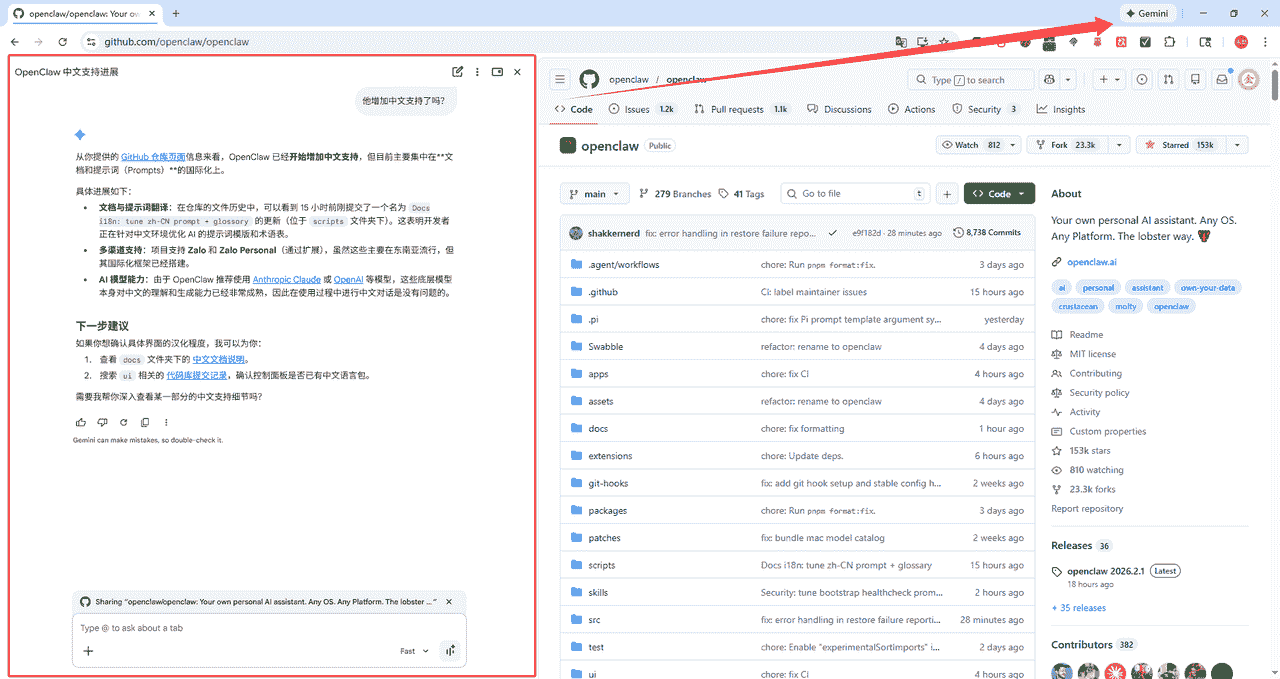 openclaw/openclaw: Your ow
Gemini
github.com/openclaw/openclaw
OpenClaw 中文支持进展
他增加中文支持了吗?
从你提供的 GitHub 仓库页面信息来看，OpenClaw 已经开始增加中文支持，但目前主要集中在**文
档和提示词（Prompts）**的国际化上。
具体进展如下：
文档与提示词翻译：在仓库的文件历史中，可以看到 15 小时前刚提交了一个名为 Docs
i18n: tune zh-CN prompt + glossary 的更新（位于 scripts 文件夹下）。这表明开发者
正在针对中文环境优化 AI 的提示词模版和术语表。
多渠道支持：项目支持 Zalo 和 Zalo Personal（通过扩展），虽然这些主要在东南亚流行，但
其国际化框架已经搭建。
AI 模型能力：由于 OpenClaw 推荐使用 Anthropic Claude 或 OpenAI 等模型，这些底层模型
本身对中文的理解和生成能力已经非常成熟，因此在使用过程中进行中文对话是没有问题的。
下一步建议
如果你想确认具体界面的汉化程度，我可以为你：
1. 查看 docs 文件夹下的 中文文档说明。
2. 搜索 ui 相关的 代码库提交记录，确认控制面板是否已有中文语言包。
需要我帮你深入查看某一部分的中文支持细节吗？
Gemini can make mistakes, so double-check it.
Sharing "openclaw/openclaw: Your own personal AI assistant. Any OS. Any Platform. The lobster ..."
Type @ to ask about a tab
Fast
openclaw / openclaw
Type / to search
Code
Issues 1.2k
Pull requests 1.1k
Discussions
Actions
Security 3
Insights
openclaw Public
Watch 812
Fork 23.3k
Starred 153k
main
279 Branches
41 Tags
Go to file t
Code
shakkernerd fix: error handling in restore failure repo... e9f182d · 28 minutes ago 8,738 Commits
.agent/workflows chore: Run pnpm format:fix. 3 days ago
.github CI: label maintainer issues 15 hours ago
.pi chore: fix Pi prompt template argument sy... yesterday
Swabble refactor: rename to openclaw 4 days ago
apps chore: fix CI 4 hours ago
assets refactor: rename to openclaw 4 days ago
docs chore: fix formatting 1 hour ago
extensions chore: Update deps. 6 hours ago
git-hooks fix: add git hook setup and stable config h... 2 weeks ago
packages chore: Run pnpm format:fix. 3 days ago
patches fix: bundle mac model catalog 2 weeks ago
scripts Docs i18n: tune zh-CN prompt + glossary 15 hours ago
skills Security: tune bootstrap healthcheck prom... 2 hours ago
src fix: error handling in restore failure reporti... 28 minutes ago
test chore: Enable "experimentalSortImports" i... 2 days ago
ui chore: fix CI 4 hours ago
About
Your own personal AI assistant. Any OS.
Any Platform. The lobster way.
openclaw.ai
ai personal assistant own-your-data
crustacean molty openclaw
Readme
MIT license
Contributing
Security policy
Activity
Custom properties
153k stars
810 watching
23.3k forks
Report repository
Releases 36
openclaw 2026.2.1 Latest
18 hours ago
+ 35 releases
Contributors 382